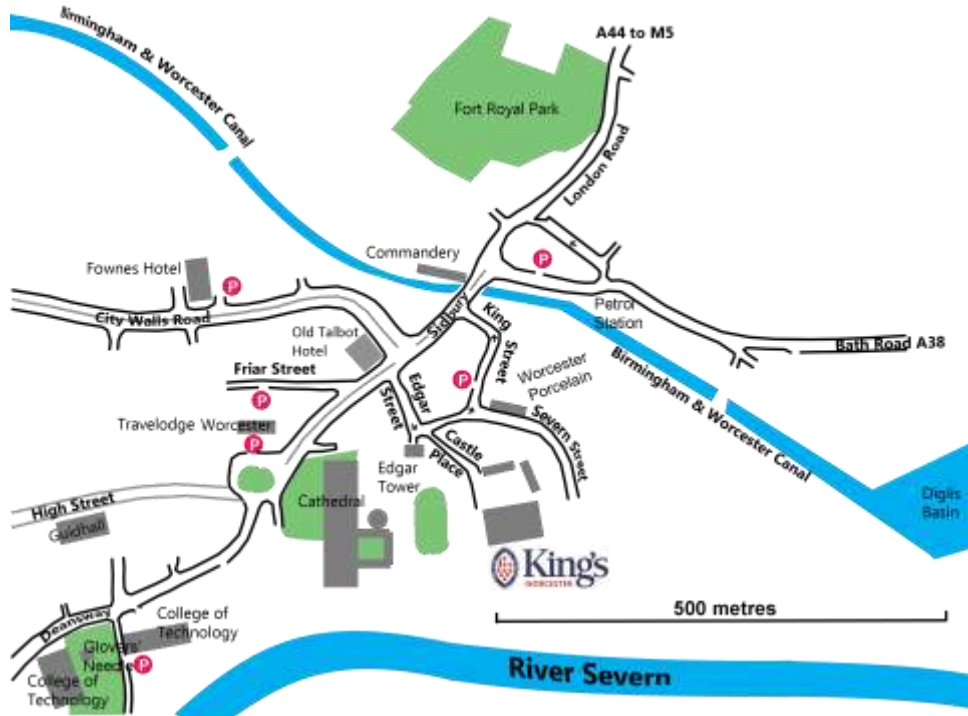 A44 to M5
Birmingham & Worcester Canal
Fort Royal Park
London Road
Commandery
P
Fownes Hotel
P
Petrol
Station
City Walls Road
Sidbury
King
Street
Old Talbot
Hotel
Bath Road A38
Friar Street
Worcester
Porcelain
Edgar
Street
P
P
Birmingham & Worcester Canal
Travelodge Worcester
P
Severn Street
Castle
Place
Edgar
Tower
High Street
Guildhall
Cathedral
Diglis
Basin
King's
WORCESTER
500 metres
College of
Technology
Deansway
Glovers'
Needle
P
College of
Technology
River Severn